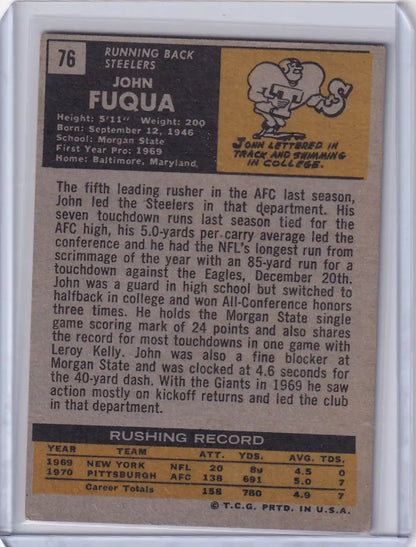 76
RUNNING BACK
STEELERS
JOHN
FUQUA
Height: 5'11" Weight: 200
Born: September 12, 1946
School: Morgan State
First Year Pro: 1969
Home: Baltimore, Maryland
JOHN LETTERED IN
TRACK AND SWIMMING
IN COLLEGE.
The fifth leading rusher in the AFC last season,
John led the Steelers in that department. His
seven touchdown runs last season tied for the
AFC high, his 5.0-yards per carry average led the
conference and he had the NFL's longest run from
scrimmage of the year with an 85-yard run for a
touchdown against the Eagles, December 20th.
John was a guard in high school but switched to
halfback in college and won All-Conference honors
three times. He holds the Morgan State single
game scoring mark of 24 points and also shares
the record for most touchdowns in one game with
Leroy Kelly. John was also a fine blocker at
Morgan State and was clocked at 4.6 seconds for
the 40-yard dash. With the Giants in 1969 he saw
action mostly on kickoff returns and led the club
in that department.
RUSHING RECORD
YEAR TEAM ATT. YDS. AVG. TDS.
1969 NEW YORK NFL 20 89 4.5 0
1970 PITTSBURGH AFC 138 691 5.0 7
Career Totals 158 780 4.9 7
© T.C.G. PRTD. IN U.S.A.